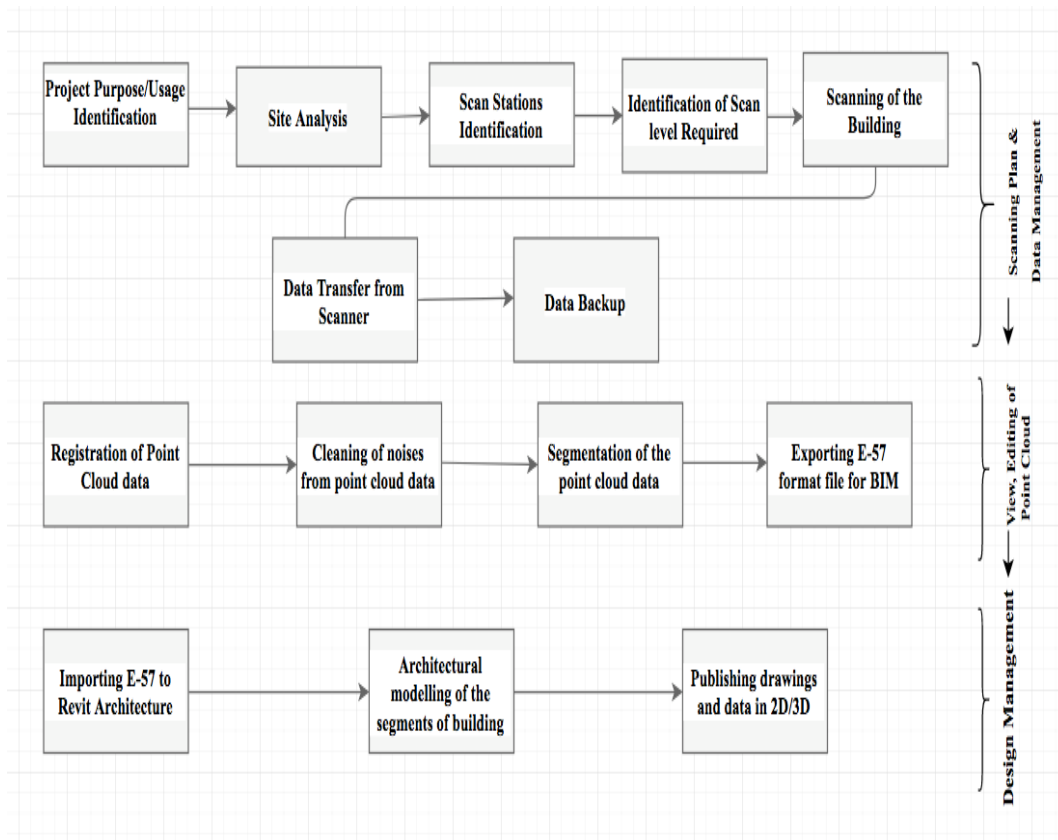 Project Purpose/Usage
Identification
Site Analysis
Scan Stations
Identification
Identification of Scan
level Required
Scanning of the
Building
Data Transfer from
Scanner
Data Backup
Scanning Plan &
Data Management
Registration of Point
Cloud data
Cleaning of noises
from point cloud data
Segmentation of the
point cloud data
Exporting E-57
format file for BIM
View, Editing of
Point Cloud
Importing E-57 to
Revit Architecture
Architectural
modelling of the
segments of building
Publishing drawings
and data in 2D/3D
Design Management